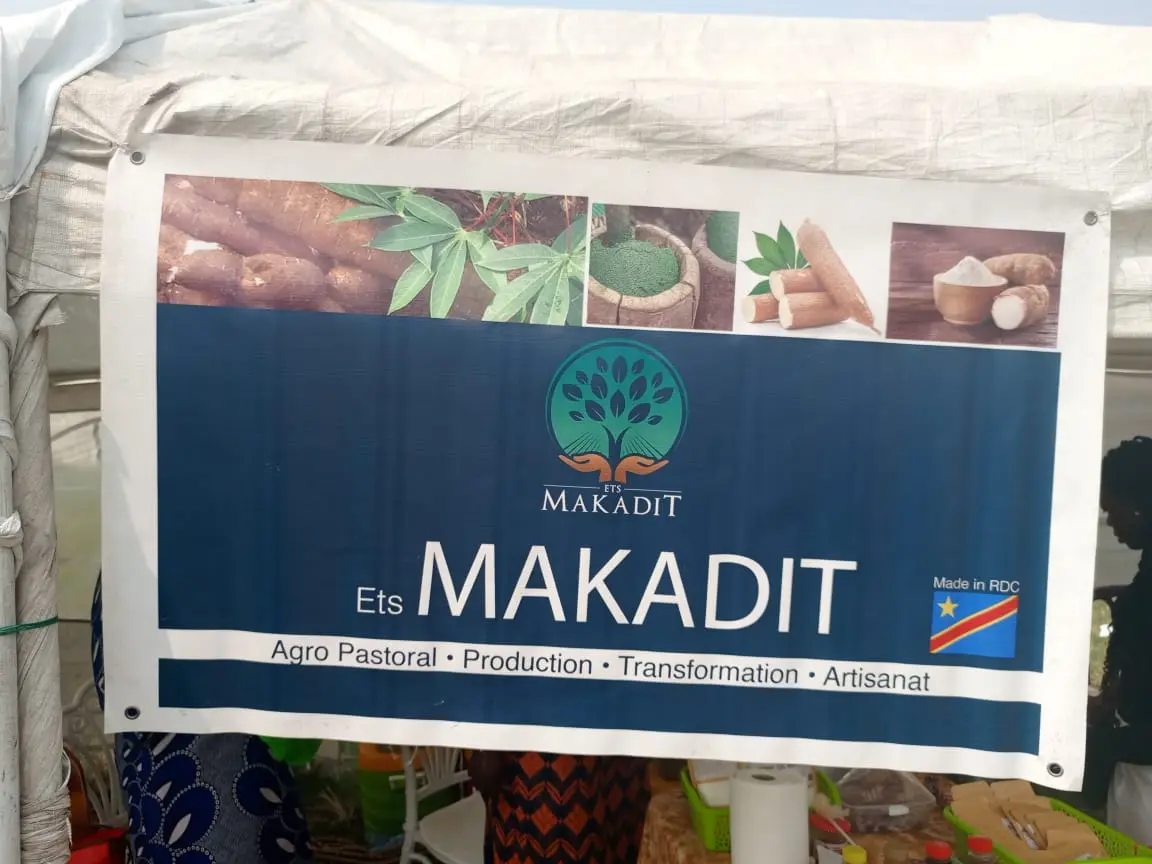 ETS
MAKADIT
Ets MAKADIT
Made in RDC
Agro Pastoral • Production • Transformation • Artisanat